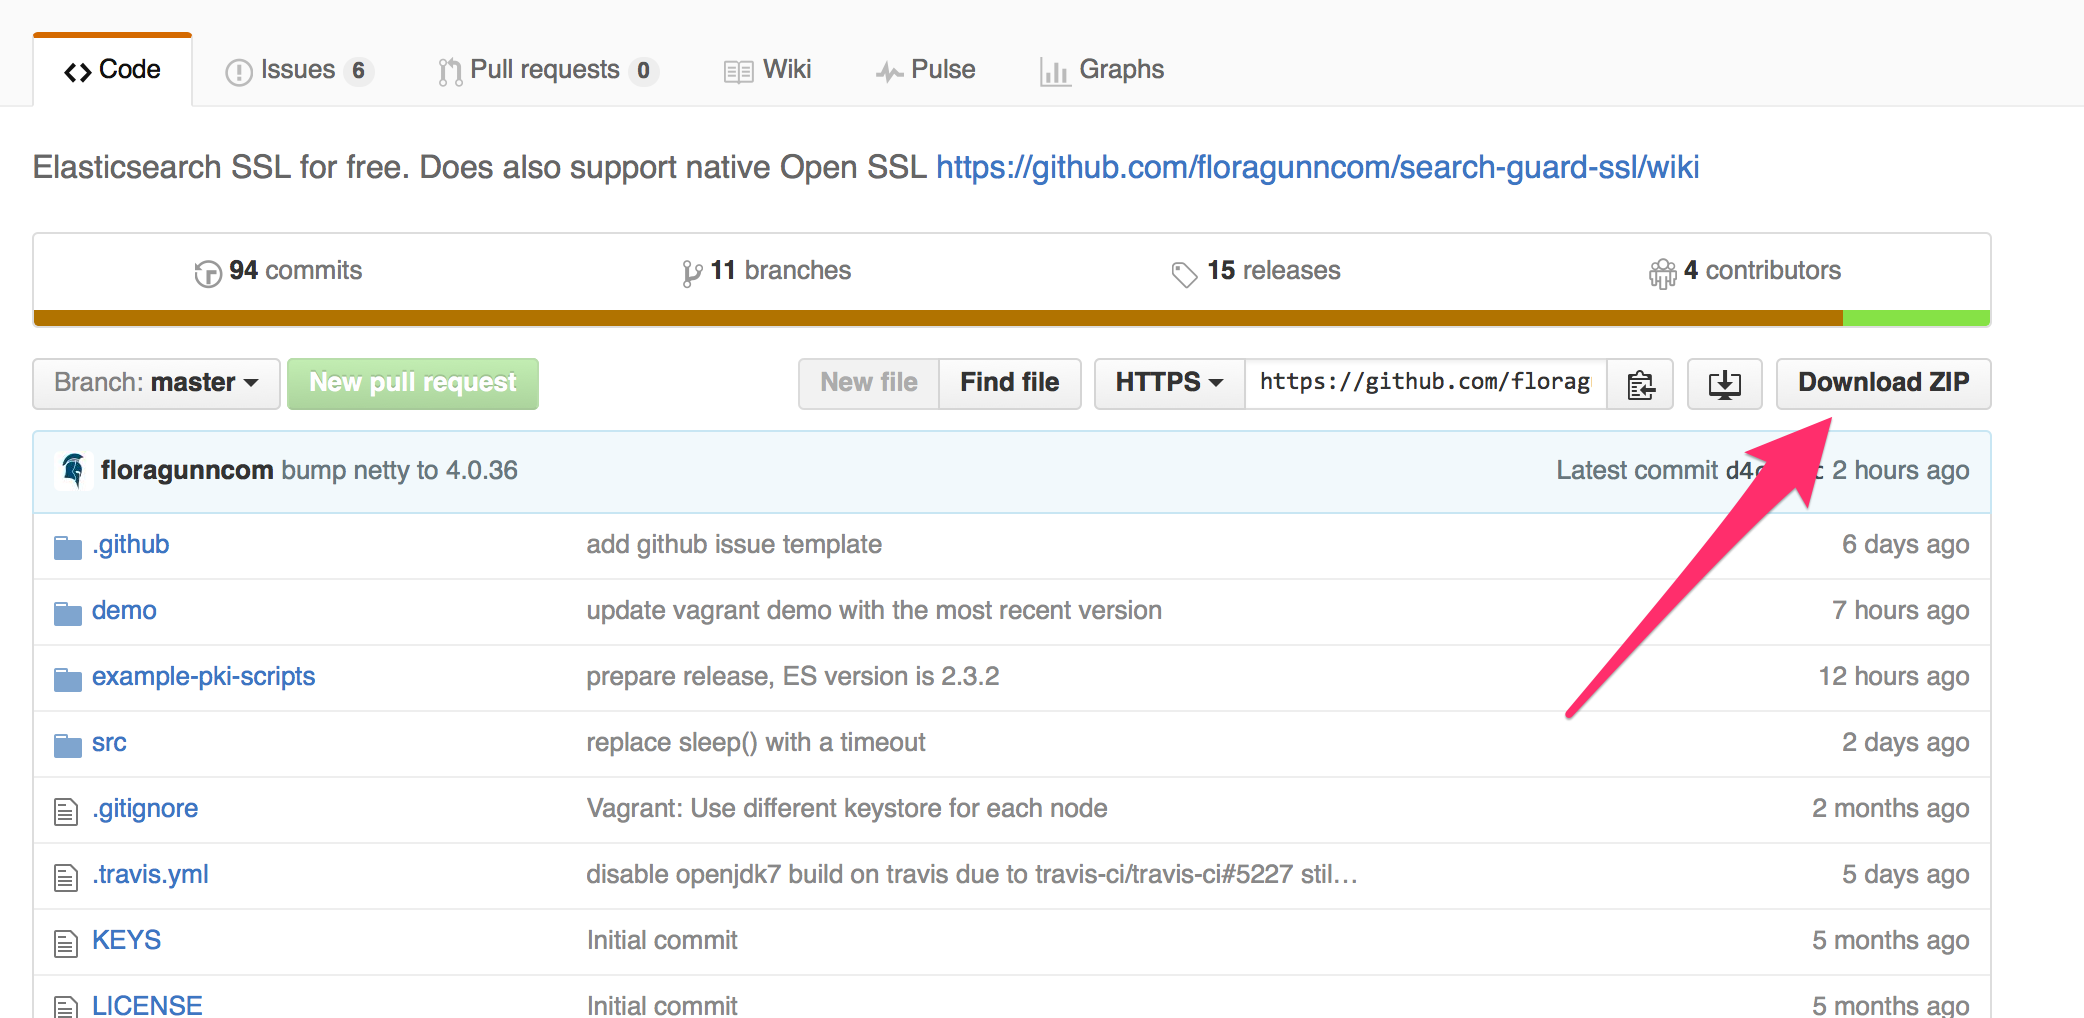 Code Issues 6 Pull requests 0 Wiki Pulse Graphs
Elasticsearch SSL for free. Does also support native Open SSL https://github.com/floragunncom/search-guard-ssl/wiki
94 commits 11 branches 15 releases 4 contributors
Branch: master New pull request New file Find file HTTPS https://github.com/florag Download ZIP
floragunncom bump netty to 4.0.36 Latest commit 2 hours ago
.github add github issue template 6 days ago
demo update vagrant demo with the most recent version 7 hours ago
example-pki-scripts prepare release, ES version is 2.3.2 12 hours ago
src replace sleep() with a timeout 2 days ago
.gitignore Vagrant: Use different keystore for each node 2 months ago
.travis.yml disable openjdk7 build on travis due to travis-ci/travis-ci#5227 stil… 5 days ago
KEYS Initial commit 5 months ago
LICENSE Initial commit 5 months ago